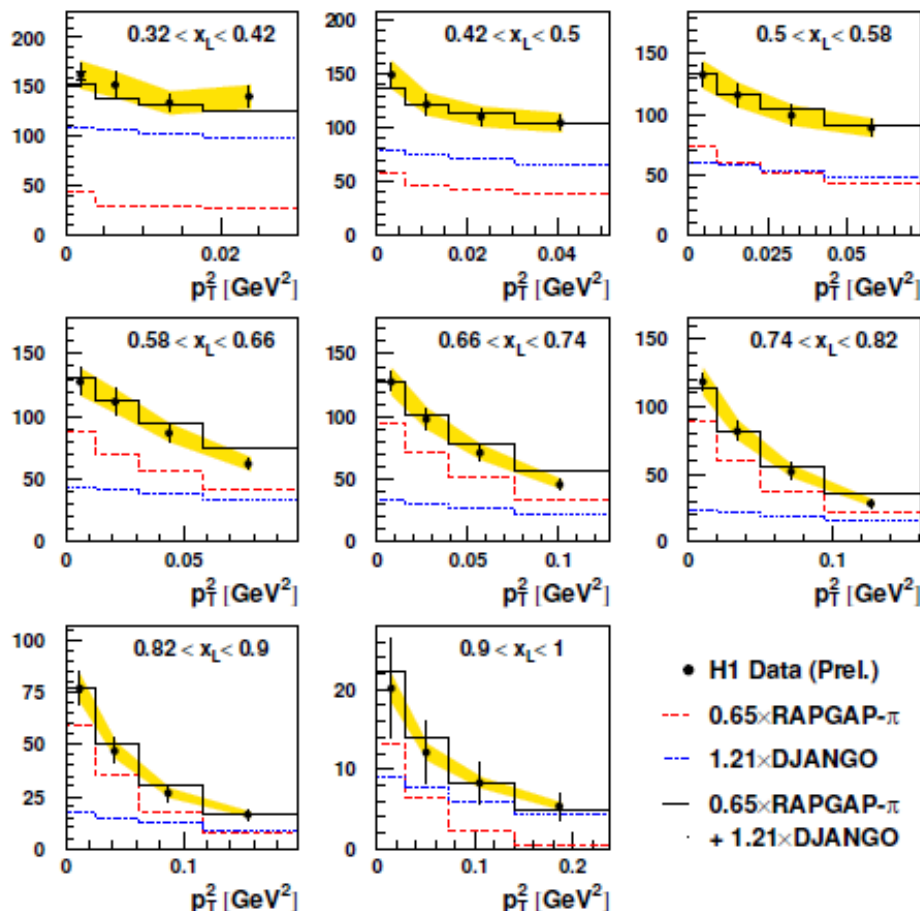 0.32 < x_L < 0.42
200
150
100
50
0
0
0.02
p_T^2 [GeV^2]
0.42 < x_L < 0.5
200
150
100
50
0
0
0.02
0.04
p_T^2 [GeV^2]
0.5 < x_L < 0.58
150
100
50
0
0
0.025
0.05
p_T^2 [GeV^2]
0.58 < x_L < 0.66
150
100
50
0
0
0.05
p_T^2 [GeV^2]
0.66 < x_L < 0.74
150
100
50
0
0
0.05
0.1
p_T^2 [GeV^2]
0.74 < x_L < 0.82
150
100
50
0
0
0.1
p_T^2 [GeV^2]
0.82 < x_L < 0.9
100
75
50
25
0
0
0.1
p_T^2 [GeV^2]
0.9 < x_L < 1
20
10
0
0
0.1
0.2
p_T^2 [GeV^2]
H1 Data (Prel.)
0.65×RAPGAP-π
1.21×DJANGO
0.65×RAPGAP-π
+ 1.21×DJANGO